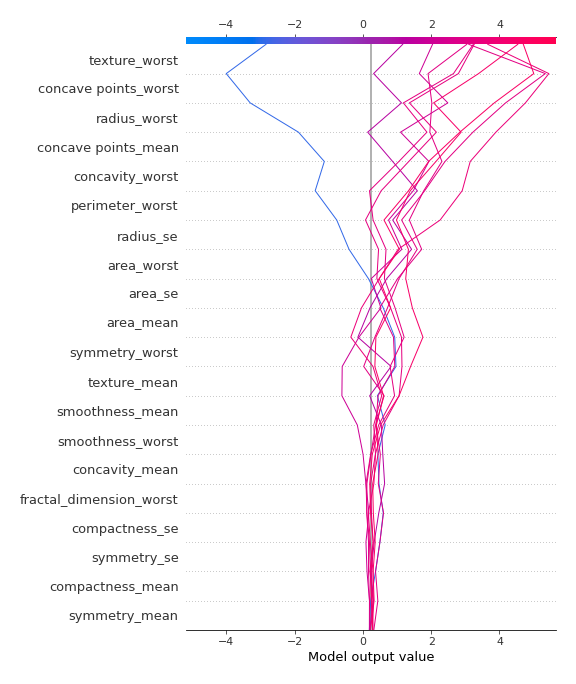 −4 −2 0 2 4
texture_worst
concave points_worst
radius_worst
concave points_mean
concavity_worst
perimeter_worst
radius_se
area_worst
area_se
area_mean
symmetry_worst
texture_mean
smoothness_mean
smoothness_worst
concavity_mean
fractal_dimension_worst
compactness_se
symmetry_se
compactness_mean
symmetry_mean
−4 −2 0 2 4
Model output value